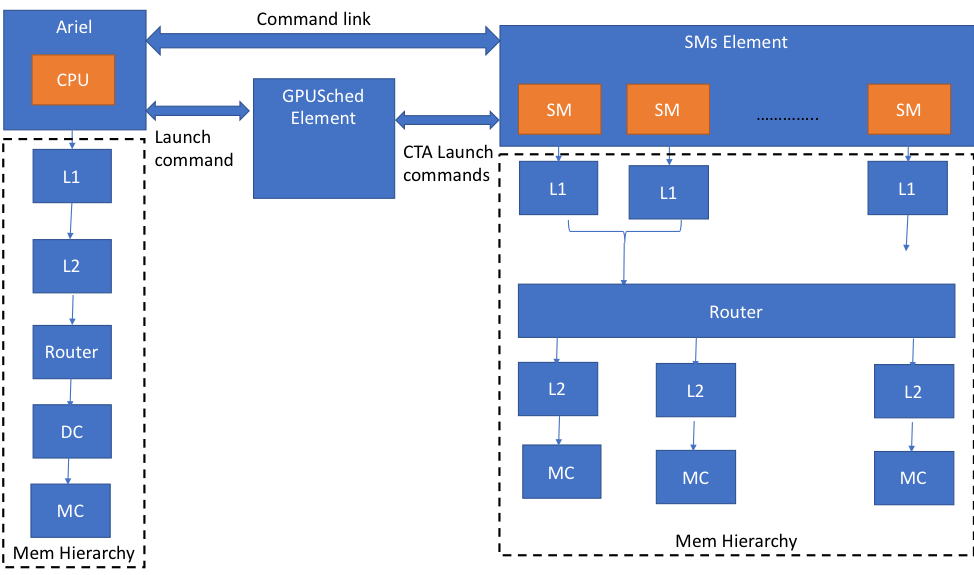 Command link
Ariel
CPU
SMs Element
GPUSched
Element
SM
SM
..............
SM
Launch
command
CTA Launch
commands
L1
L1
L1
L1
L2
Router
Router
DC
L2
L2
L2
MC
MC
MC
MC
Mem Hierarchy
Mem Hierarchy